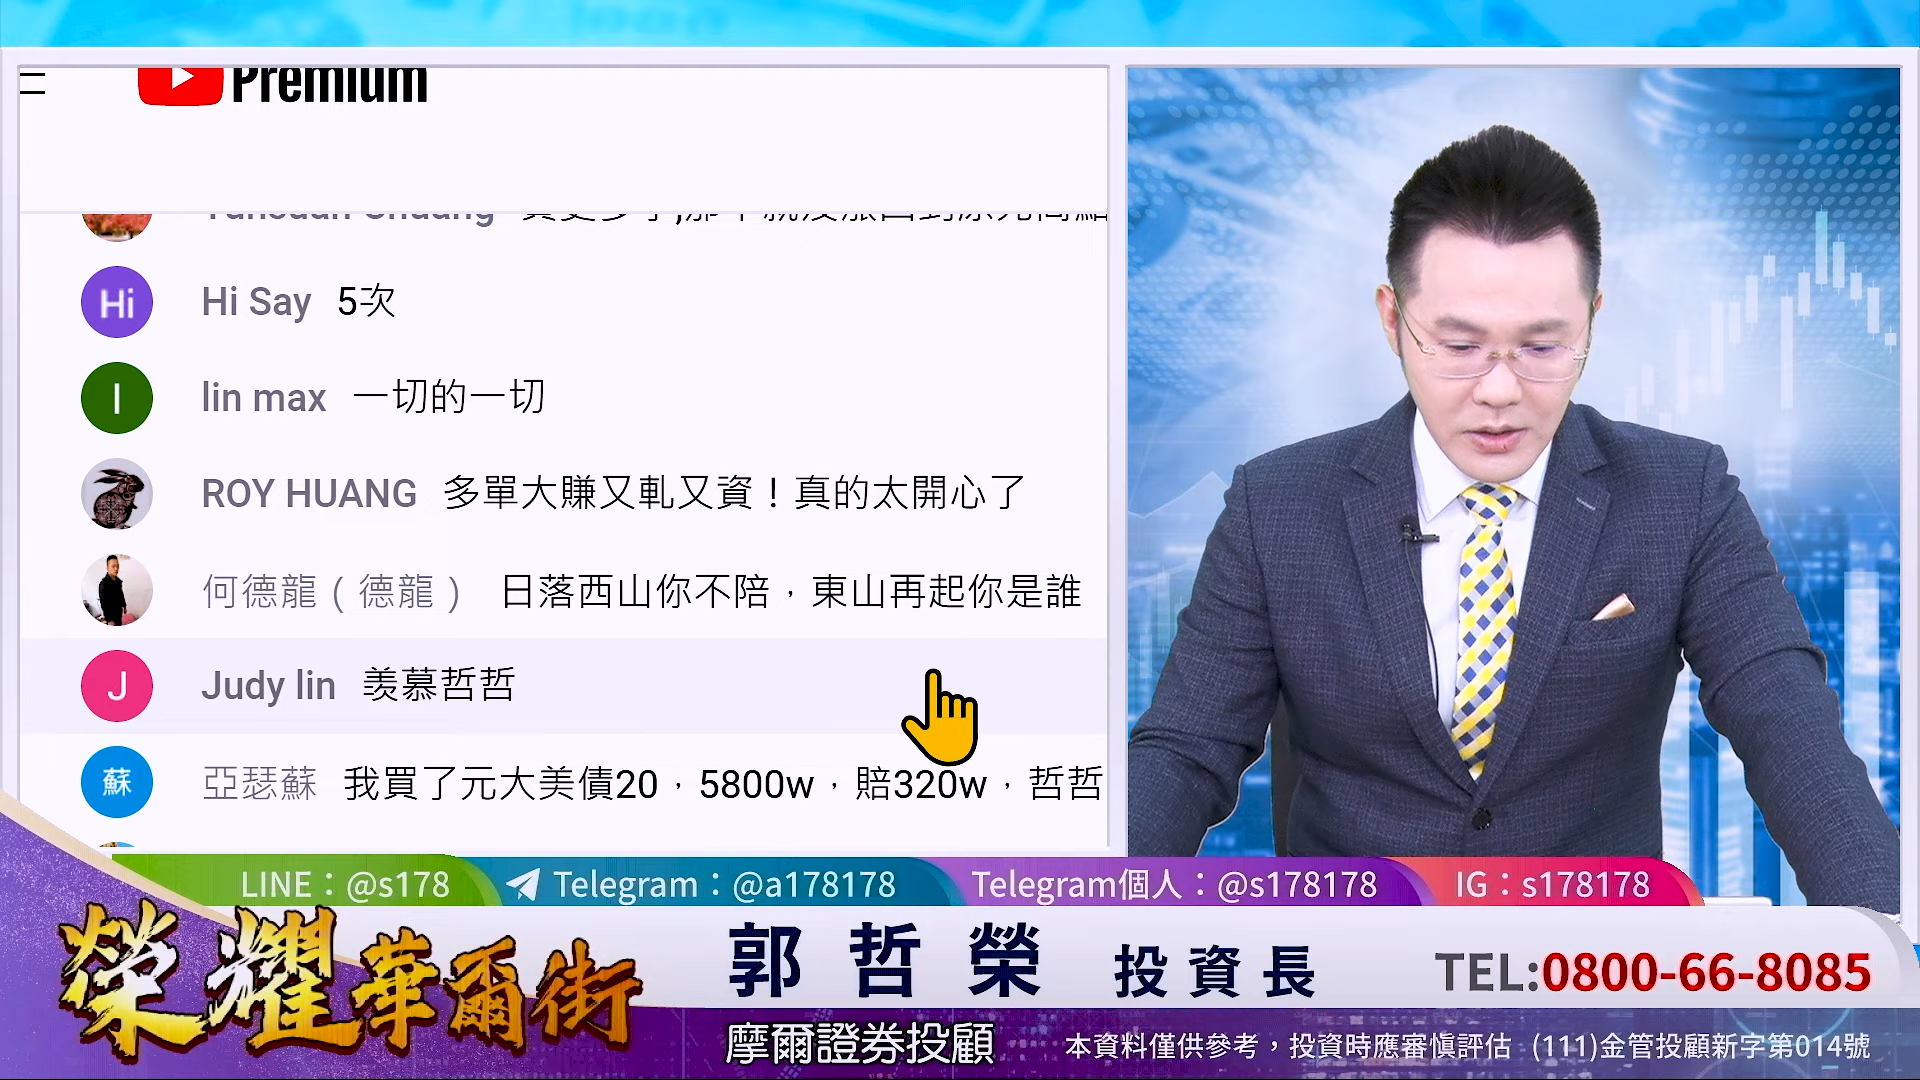 Premium
Hi Hi Say 5次
l lin max 一切的一切
ROY HUANG 多單大賺又軋又資！真的太開心了
何德龍（德龍） 日落西山你不陪，東山再起你是誰
J Judy lin 羨慕哲哲
蘇 亞瑟蘇 我買了元大美債20，5800w，賠320w，哲哲
LINE：@s178 Telegram：@a178178 Telegram個人：@s178178 IG：s178178
榮耀華爾街
郭哲榮 投資長 TEL:0800-66-8085
摩爾證券投顧 本資料僅供參考，投資時應審慎評估 (111)金管投顧新字第014號